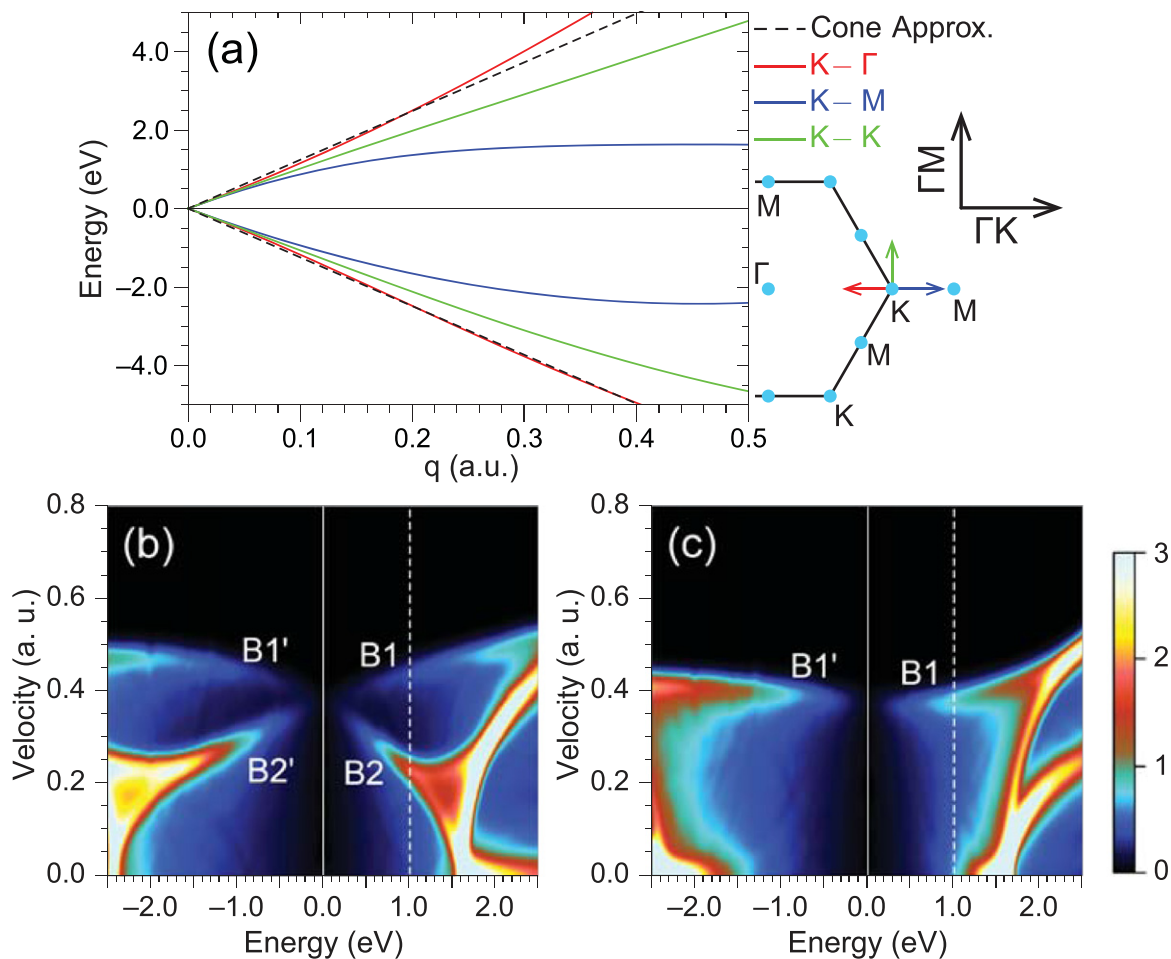 (a)
4.0
2.0
0.0
–2.0
–4.0
Energy (eV)
0.0 0.1 0.2 0.3 0.4 0.5
q (a.u.)
Cone Approx.
K – Γ
K – M
K – K
ΓM
ΓK
M
Γ
K
M
M
K
(b)
0.8
0.6
0.4
0.2
0.0
Velocity (a. u.)
B1'
B1
B2'
B2
–2.0 –1.0 0.0 1.0 2.0
Energy (eV)
(c)
0.8
0.6
0.4
0.2
0.0
Velocity (a. u.)
B1'
B1
–2.0 –1.0 0.0 1.0 2.0
Energy (eV)
3
2
1
0